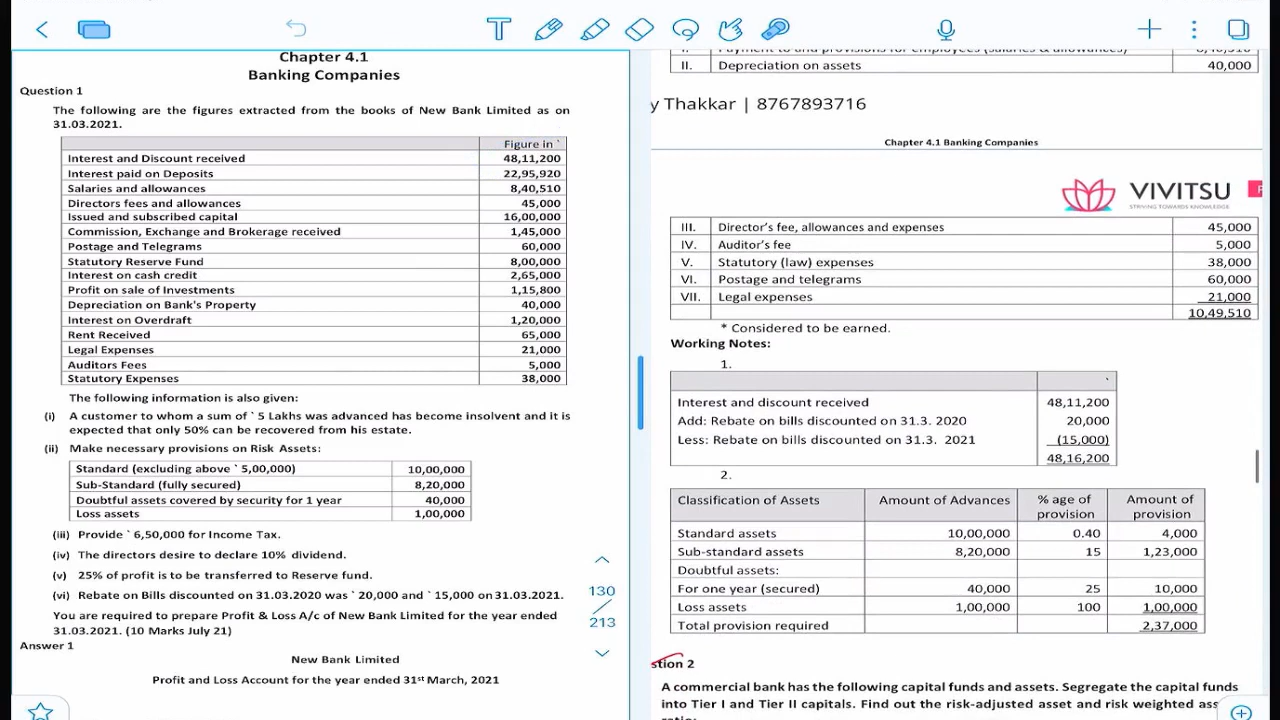 Chapter 4.1
Banking Companies
Question 1
The following are the figures extracted from the books of New Bank Limited as on
31.03.2021.
Figure in `
Interest and Discount received 48,11,200
Interest paid on Deposits 22,95,920
Salaries and allowances 8,40,510
Directors fees and allowances 45,000
Issued and subscribed capital 16,00,000
Commission, Exchange and Brokerage received 1,45,000
Postage and Telegrams 60,000
Statutory Reserve Fund 8,00,000
Interest on cash credit 2,65,000
Profit on sale of Investments 1,15,800
Depreciation on Bank's Property 40,000
Interest on Overdraft 1,20,000
Rent Received 65,000
Legal Expenses 21,000
Auditors Fees 5,000
Statutory Expenses 38,000
The following information is also given:
(i) A customer to whom a sum of ` 5 Lakhs was advanced has become insolvent and it is
expected that only 50% can be recovered from his estate.
(ii) Make necessary provisions on Risk Assets:
Standard (excluding above ` 5,00,000) 10,00,000
Sub-Standard (fully secured) 8,20,000
Doubtful assets covered by security for 1 year 40,000
Loss assets 1,00,000
(iii) Provide ` 6,50,000 for Income Tax.
(iv) The directors desire to declare 10% dividend.
(v) 25% of profit is to be transferred to Reserve fund.
(vi) Rebate on Bills discounted on 31.03.2020 was ` 20,000 and ` 15,000 on 31.03.2021.
You are required to prepare Profit & Loss A/c of New Bank Limited for the year ended
31.03.2021. (10 Marks July 21)
Answer 1
New Bank Limited
Profit and Loss Account for the year ended 31st March, 2021
130
213
I. Payment to and provisions for employees (salaries & allowances) 8,40,510
II. Depreciation on assets 40,000
y Thakkar | 8767893716
Chapter 4.1 Banking Companies
VIVITSU
STRIVING TOWARDS KNOWLEDGE
III. Director's fee, allowances and expenses 45,000
IV. Auditor's fee 5,000
V. Statutory (law) expenses 38,000
VI. Postage and telegrams 60,000
VII. Legal expenses 21,000
10,49,510
* Considered to be earned.
Working Notes:
1.
`
Interest and discount received 48,11,200
Add: Rebate on bills discounted on 31.3. 2020 20,000
Less: Rebate on bills discounted on 31.3. 2021 (15,000)
48,16,200
2.
Classification of Assets Amount of Advances % age of provision Amount of provision
Standard assets 10,00,000 0.40 4,000
Sub-standard assets 8,20,000 15 1,23,000
Doubtful assets:
For one year (secured) 40,000 25 10,000
Loss assets 1,00,000 100 1,00,000
Total provision required 2,37,000
stion 2
A commercial bank has the following capital funds and assets. Segregate the capital funds
into Tier I and Tier II capitals. Find out the risk-adjusted asset and risk weighted ass